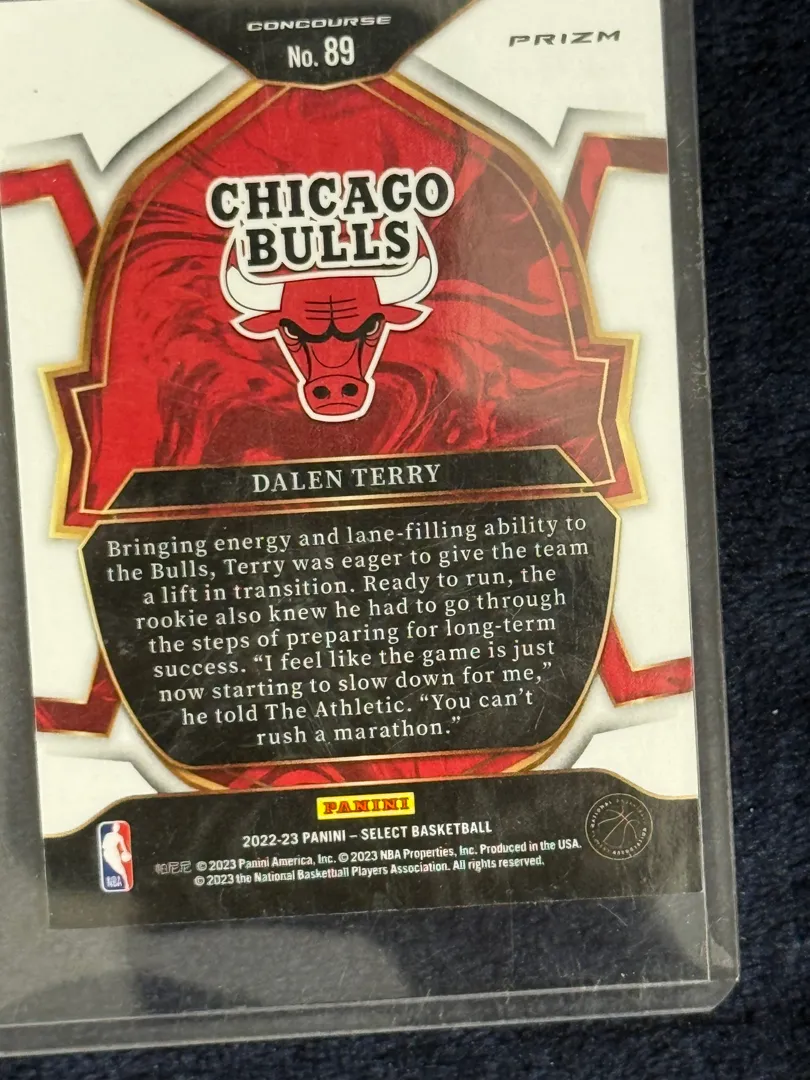 CONCOURSE
No. 89
PRIZM
CHICAGO
BULLS
DALEN TERRY
Bringing energy and lane-filling ability to
the Bulls, Terry was eager to give the team
a lift in transition. Ready to run, the
rookie also knew he had to go through
the steps of preparing for long-term
success. “I feel like the game is just
now starting to slow down for me,”
he told The Athletic. “You can’t
rush a marathon.”
PANINI
2022-23 PANINI – SELECT BASKETBALL
帕尼尼 © 2023 Panini America, Inc. © 2023 NBA Properties, Inc. Produced in the USA.
© 2023 the National Basketball Players Association. All rights reserved.
NBA